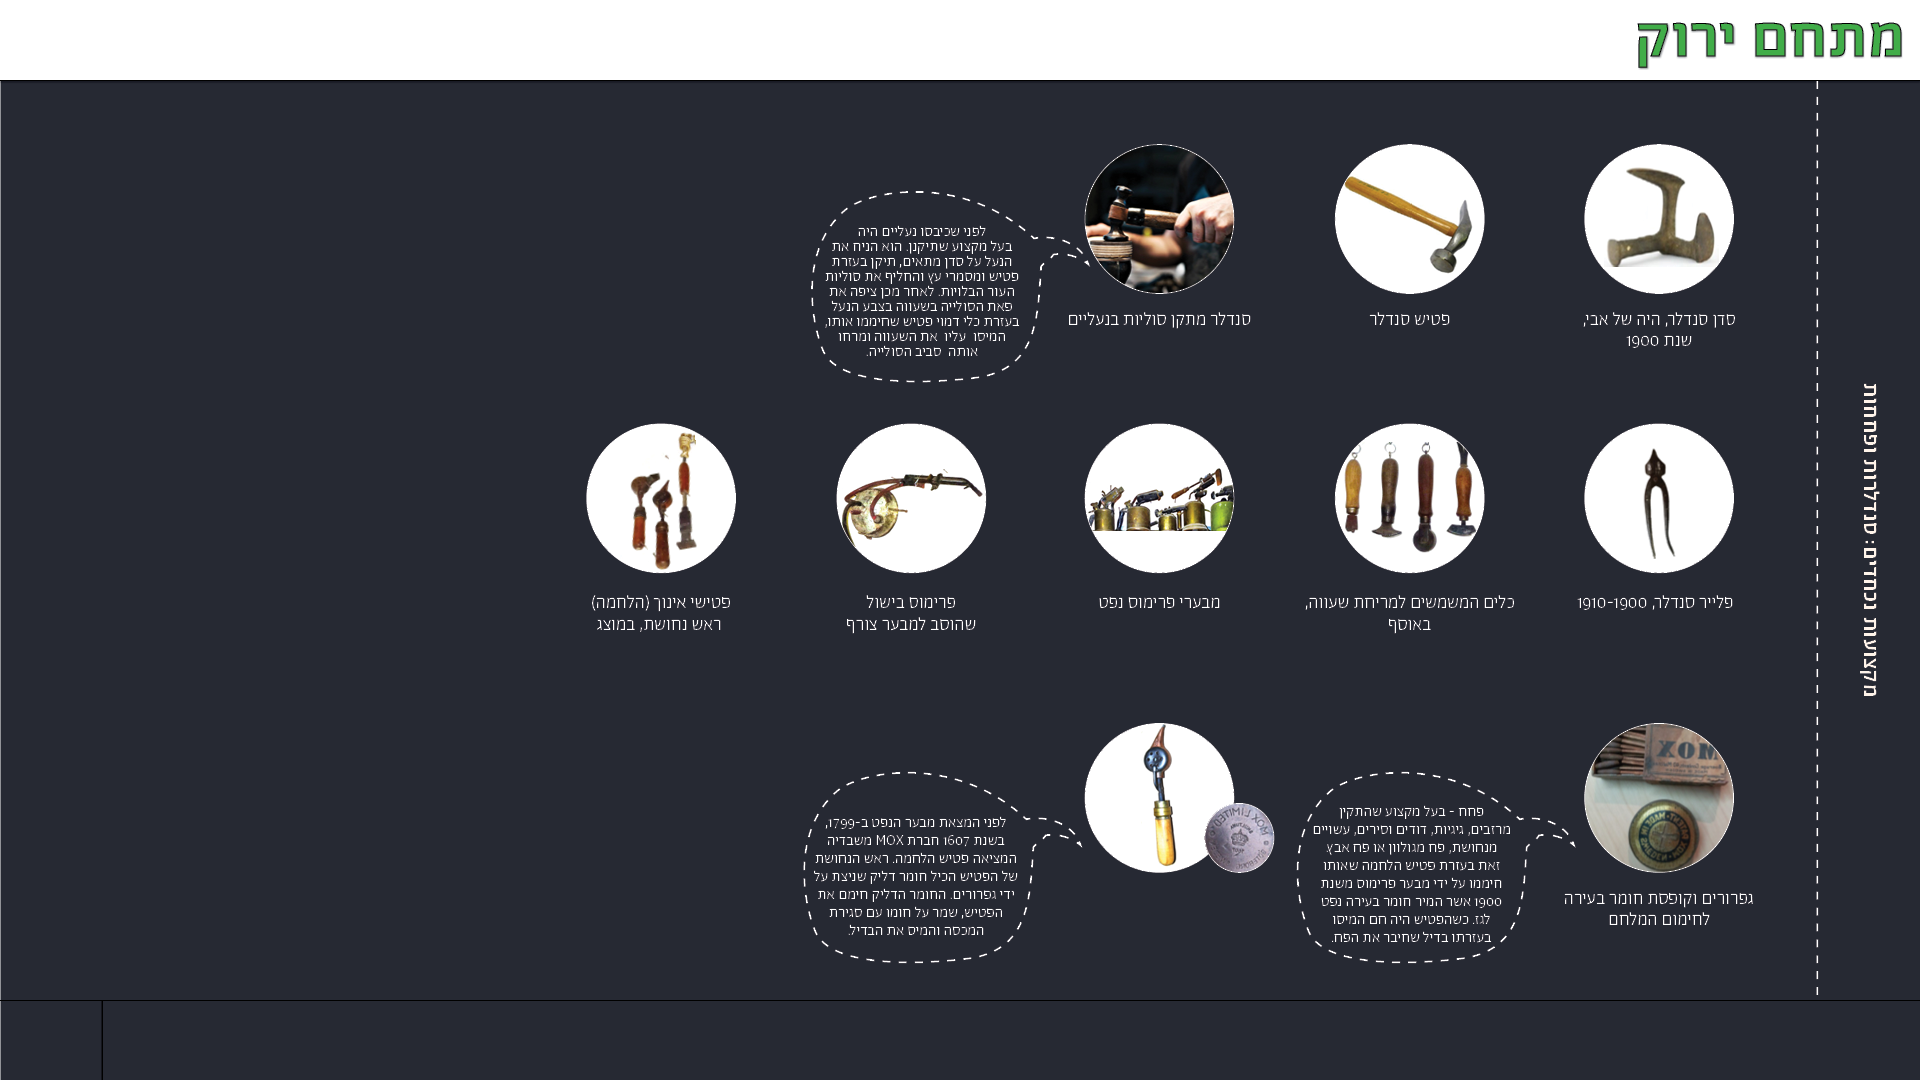 מתחם ירוק
מקצועות נכחדים: סנדלרות ופחחות
סדן סנדלר, היה של אבי,
שנת 1900
פטיש סנדלר
סנדלר מתקן סוליות בנעליים
לפני שכיבסו נעליים היה
בעל מקצוע שתיקנן. הוא הניח את
הנעל על סדן מתאים, תיקן בעזרת
פטיש ומסמרי עץ והחליף את סוליות
העור הבלויות. לאחר מכן ציפה את
פאת הסולייה בשעווה בצבע הנעל
בעזרת כלי דמוי פטיש שחיממו אותו,
המיסו עליו את השעווה ומרחו
אותה סביב הסולייה.
פלייר סנדלר, 1910-1900
כלים המשמשים למריחת שעווה,
באוסף
מבערי פרימוס נפט
פרימוס בישול
שהוסב למבער צורף
פטישי אינוך (הלחמה)
ראש נחושת, במוצג
MOX
גפרורים וקופסת חומר בעירה
לחימום המלחם
פחח - בעל מקצוע שהתקין
מרזבים, גיגיות, דודים וסירים, עשויים
מנחושת, פח מגולוון או פח אבץ.
זאת בעזרת פטיש הלחמה שאותו
חיממו על ידי מבער פרימוס משנת
1900 אשר המיר חומר בעירה נפט
לגז. כשהפטיש היה חם המיסו
בעזרתו בדיל שחיבר את הפח.
MOX LIMITED
לפני המצאת מבער הנפט ב-1799,
בשנת 1607 חברת MOX משבדיה
המציאה פטיש הלחמה. ראש הנחושת
של הפטיש הכיל חומר דליק שניצת על
ידי גפרורים. החומר הדליק חימם את
הפטיש, שמר על חומו עם סגירת
המכסה והמיס את הבדיל.